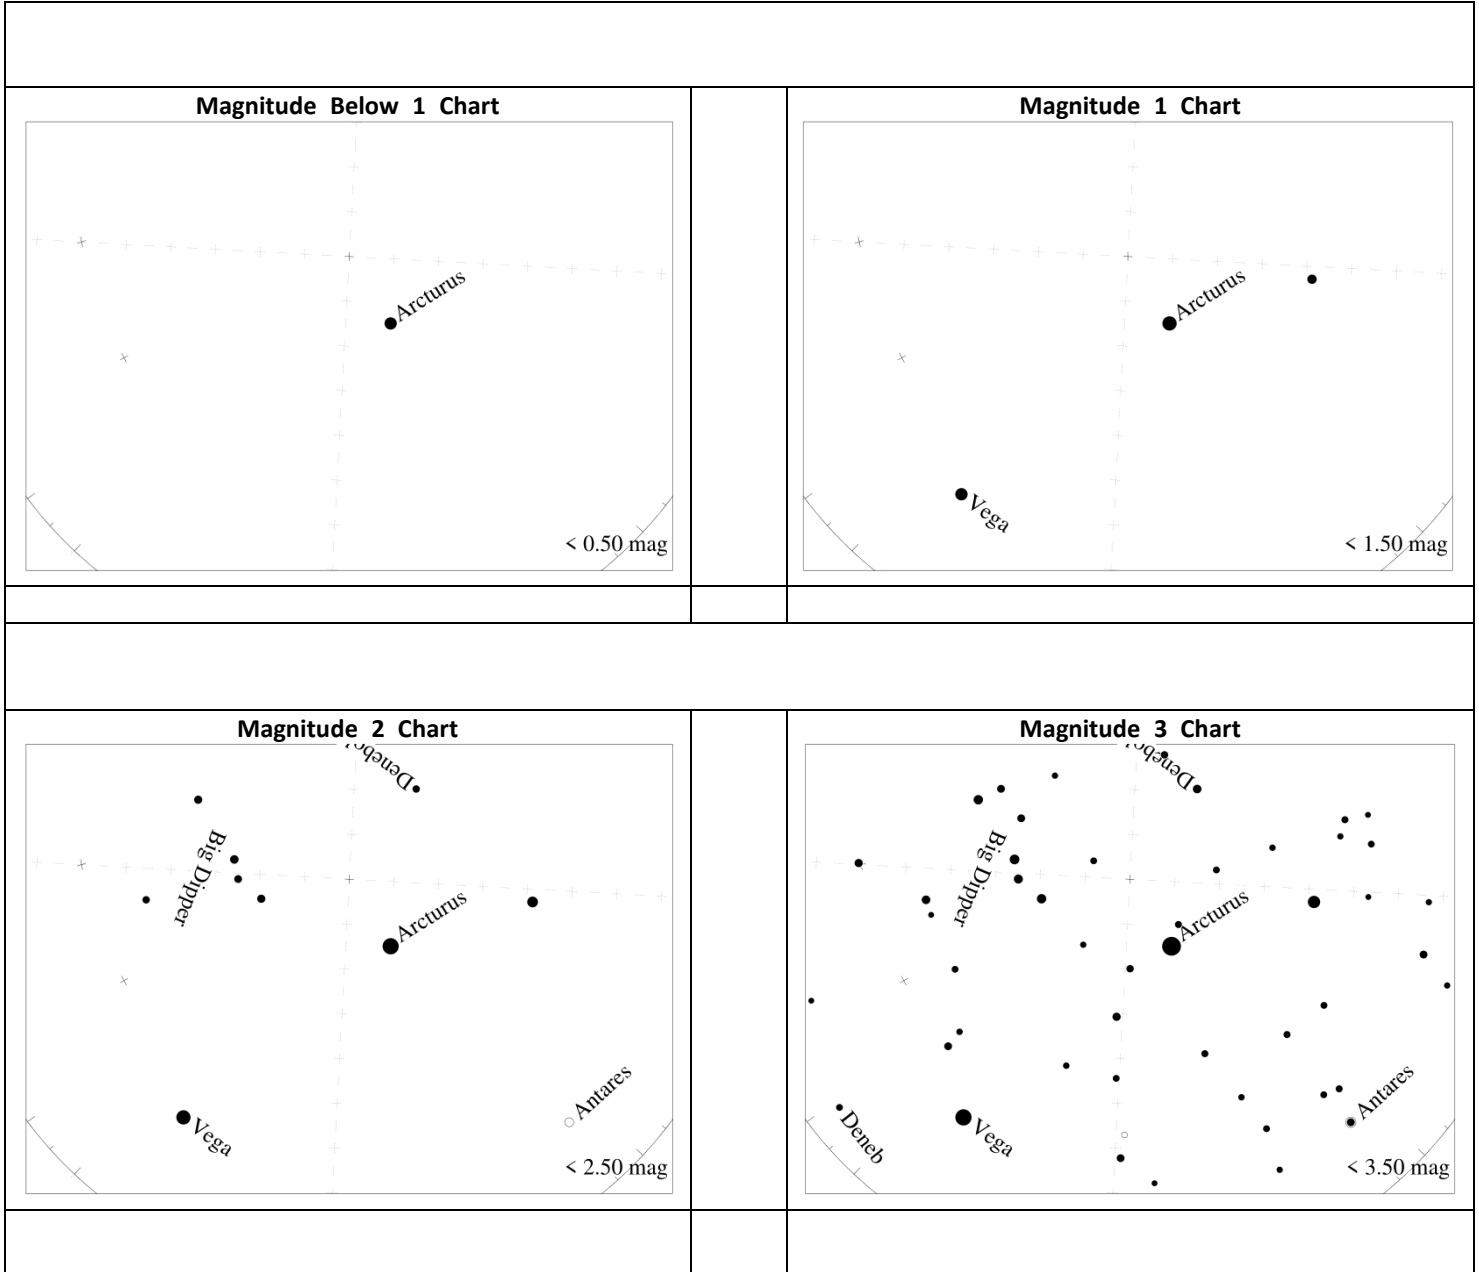 Magnitude Below 1 Chart
Arcturus
< 0.50 mag
Magnitude 1 Chart
Arcturus
Vega
< 1.50 mag
Magnitude 2 Chart
Big Dipper
Arcturus
Antares
Vega
< 2.50 mag
Magnitude 3 Chart
Big Dipper
Arcturus
Antares
Deneb
Vega
< 3.50 mag